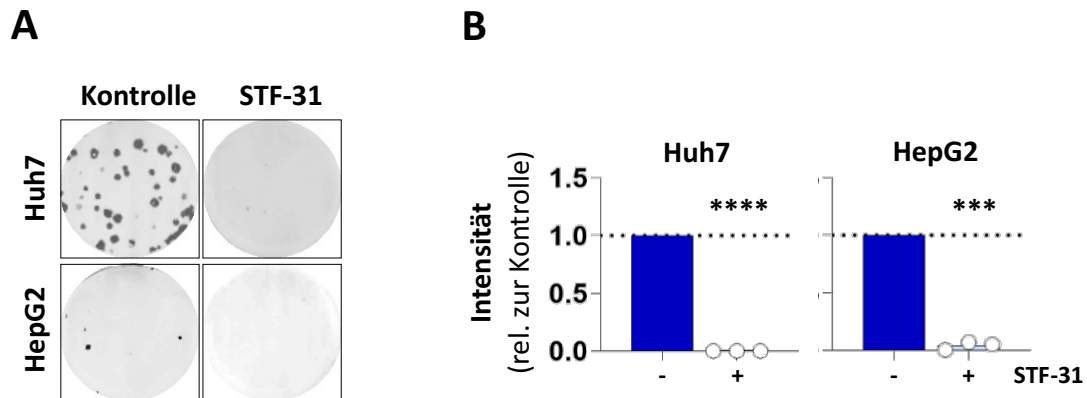 A
B
Kontrolle STF-31
Huh7
HepG2
Intensität
(rel. zur Kontrolle)
Huh7
HepG2
1.5
1.0
0.5
0.0
****
***
- +
- +
STF-31